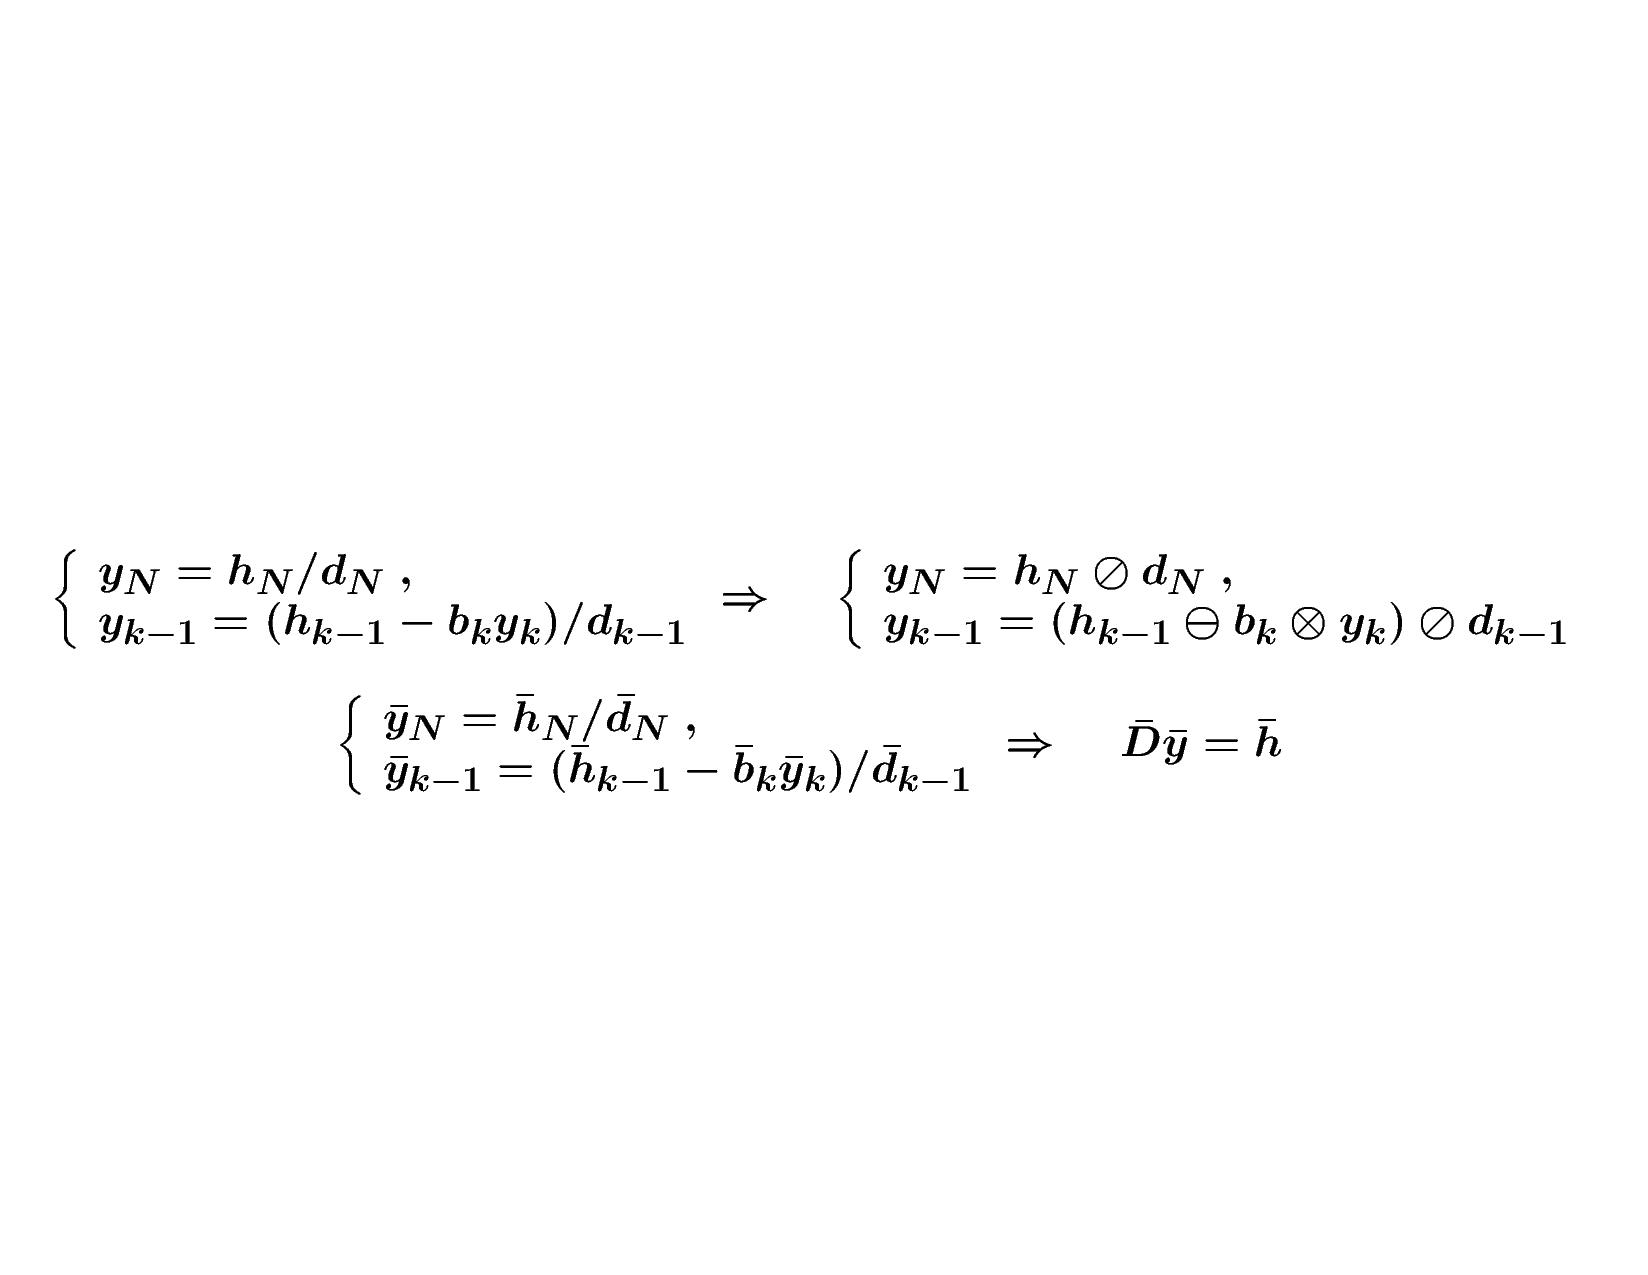 { y_N = h_N/d_N , ⇒ { y_N = h_N ⊘ d_N ,
y_{k−1} = (h_{k−1} − b_k y_k)/d_{k−1} y_{k−1} = (h_{k−1} ⊖ b_k ⊗ y_k) ⊘ d_{k−1}
{ ȳ_N = h̄_N/d̄_N , ⇒ D̄ȳ = h̄
ȳ_{k−1} = (h̄_{k−1} − b̄_k ȳ_k)/d̄_{k−1}